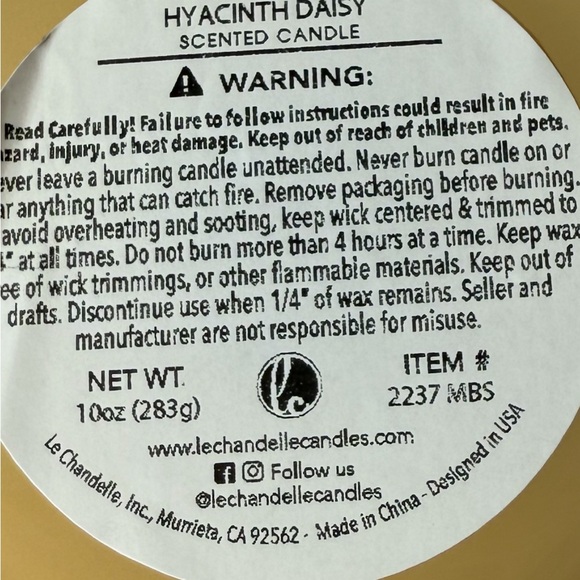 HYACINTH DAISY
SCENTED CANDLE
WARNING:
Read Carefully! Failure to follow instructions could result in fire
injury, or heat damage. Keep out of reach of children and pets.
leave a burning candle unattended. Never burn candle on or
anything that can catch fire. Remove packaging before burning.
avoid overheating and sooting, keep wick centered & trimmed to
at all times. Do not burn more than 4 hours at a time. Keep wax
of wick trimmings, or other flammable materials. Keep out of
drafts. Discontinue use when 1/4" of wax remains. Seller and
manufacturer are not responsible for misuse.
NET WT.
10oz (283g)
lc
ITEM #
2237 MBS
www.lechandellecandles.com
Follow us
@lechandellecandles
Le Chandelle, Inc., Murrieta, CA 92562 - Made in China - Designed in USA